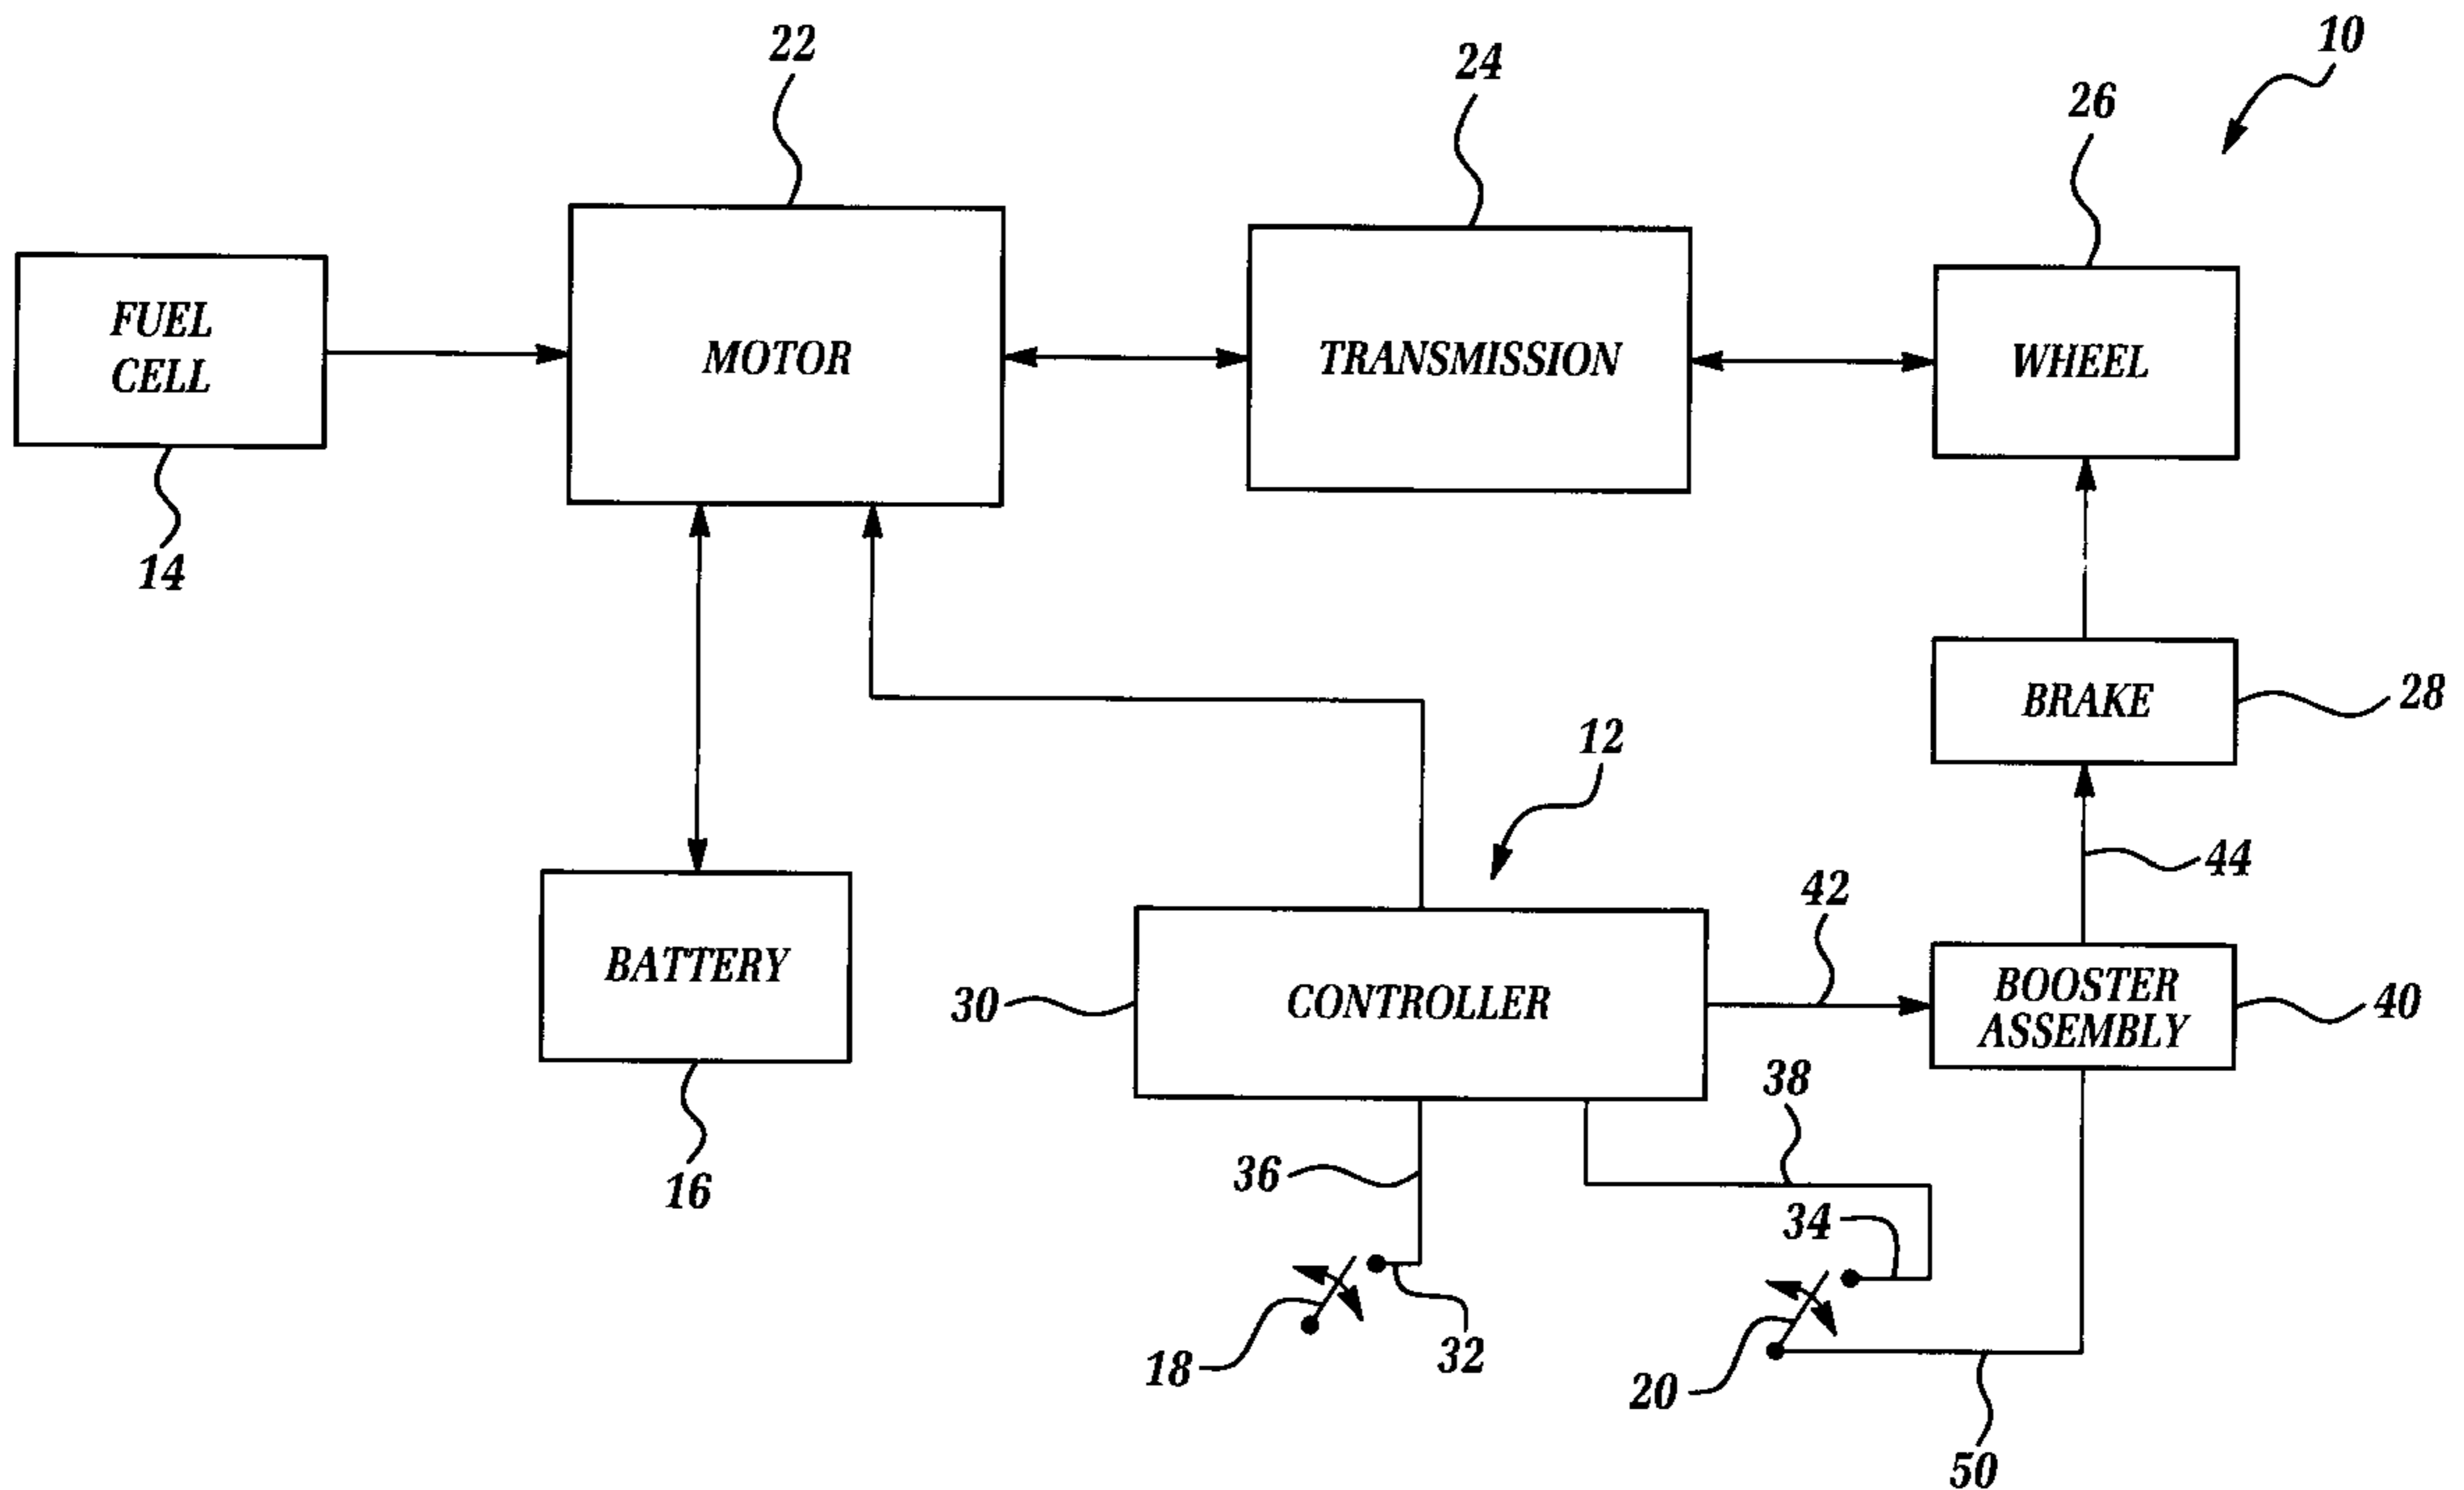 22
24
10
26
FUEL
CELL
MOTOR
TRANSMISSION
WHEEL
14
BRAKE
28
12
44
42
BATTERY
30
CONTROLLER
BOOSTER
ASSEMBLY
40
38
36
16
34
18
32
20
50